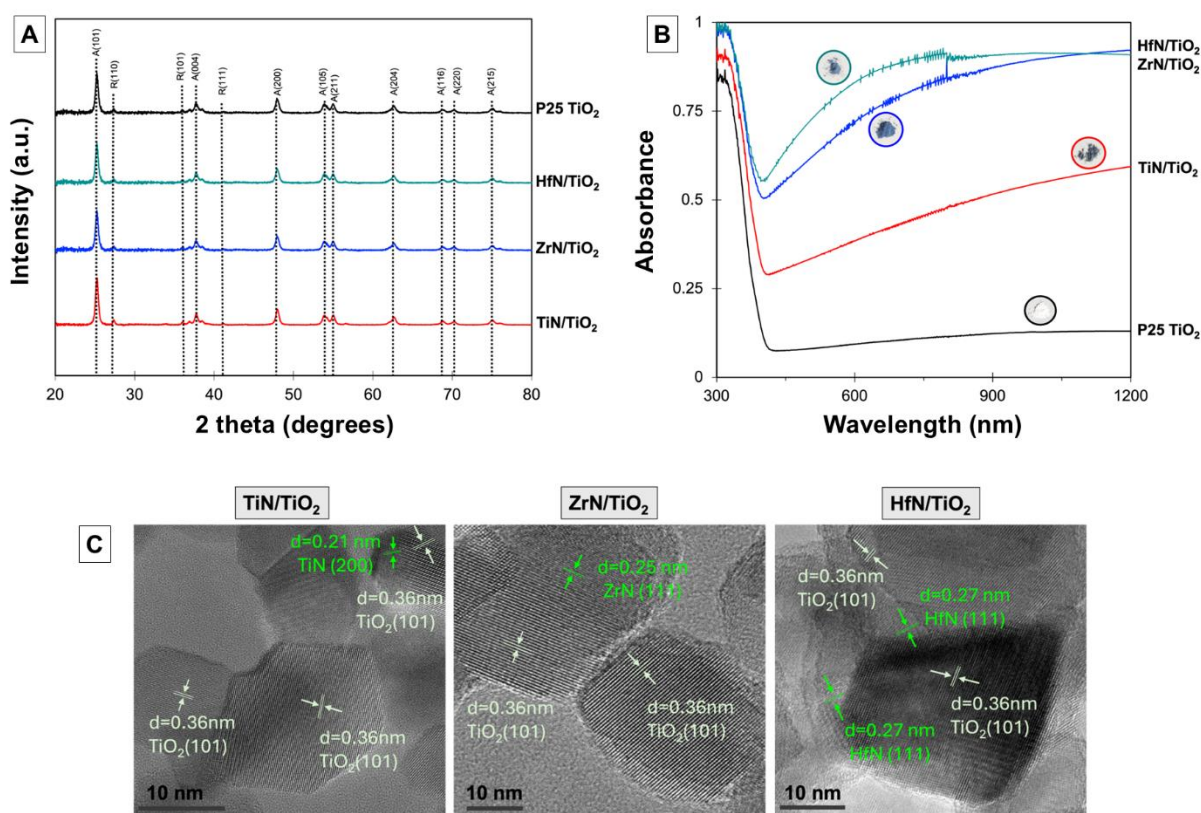 A
A(101)
R(110)
R(101)
A(004)
R(111)
A(200)
A(105)
A(211)
A(204)
A(116)
A(220)
A(215)
P25 TiO₂
HfN/TiO₂
ZrN/TiO₂
TiN/TiO₂
Intensity (a.u.)
20 30 40 50 60 70 80
2 theta (degrees)
B
1
0.75
0.5
0.25
0
Absorbance
HfN/TiO₂
ZrN/TiO₂
TiN/TiO₂
P25 TiO₂
300 600 900 1200
Wavelength (nm)
C
TiN/TiO₂
d=0.21 nm
TiN (200)
d=0.36nm
TiO₂(101)
d=0.36nm
TiO₂(101)
d=0.36nm
TiO₂(101)
10 nm
ZrN/TiO₂
d=0.25 nm
ZrN (111)
d=0.36nm
TiO₂(101)
d=0.36nm
TiO₂(101)
10 nm
HfN/TiO₂
d=0.36nm
TiO₂(101)
d=0.27 nm
HfN (111)
d=0.36nm
TiO₂(101)
d=0.27 nm
HfN (111)
10 nm